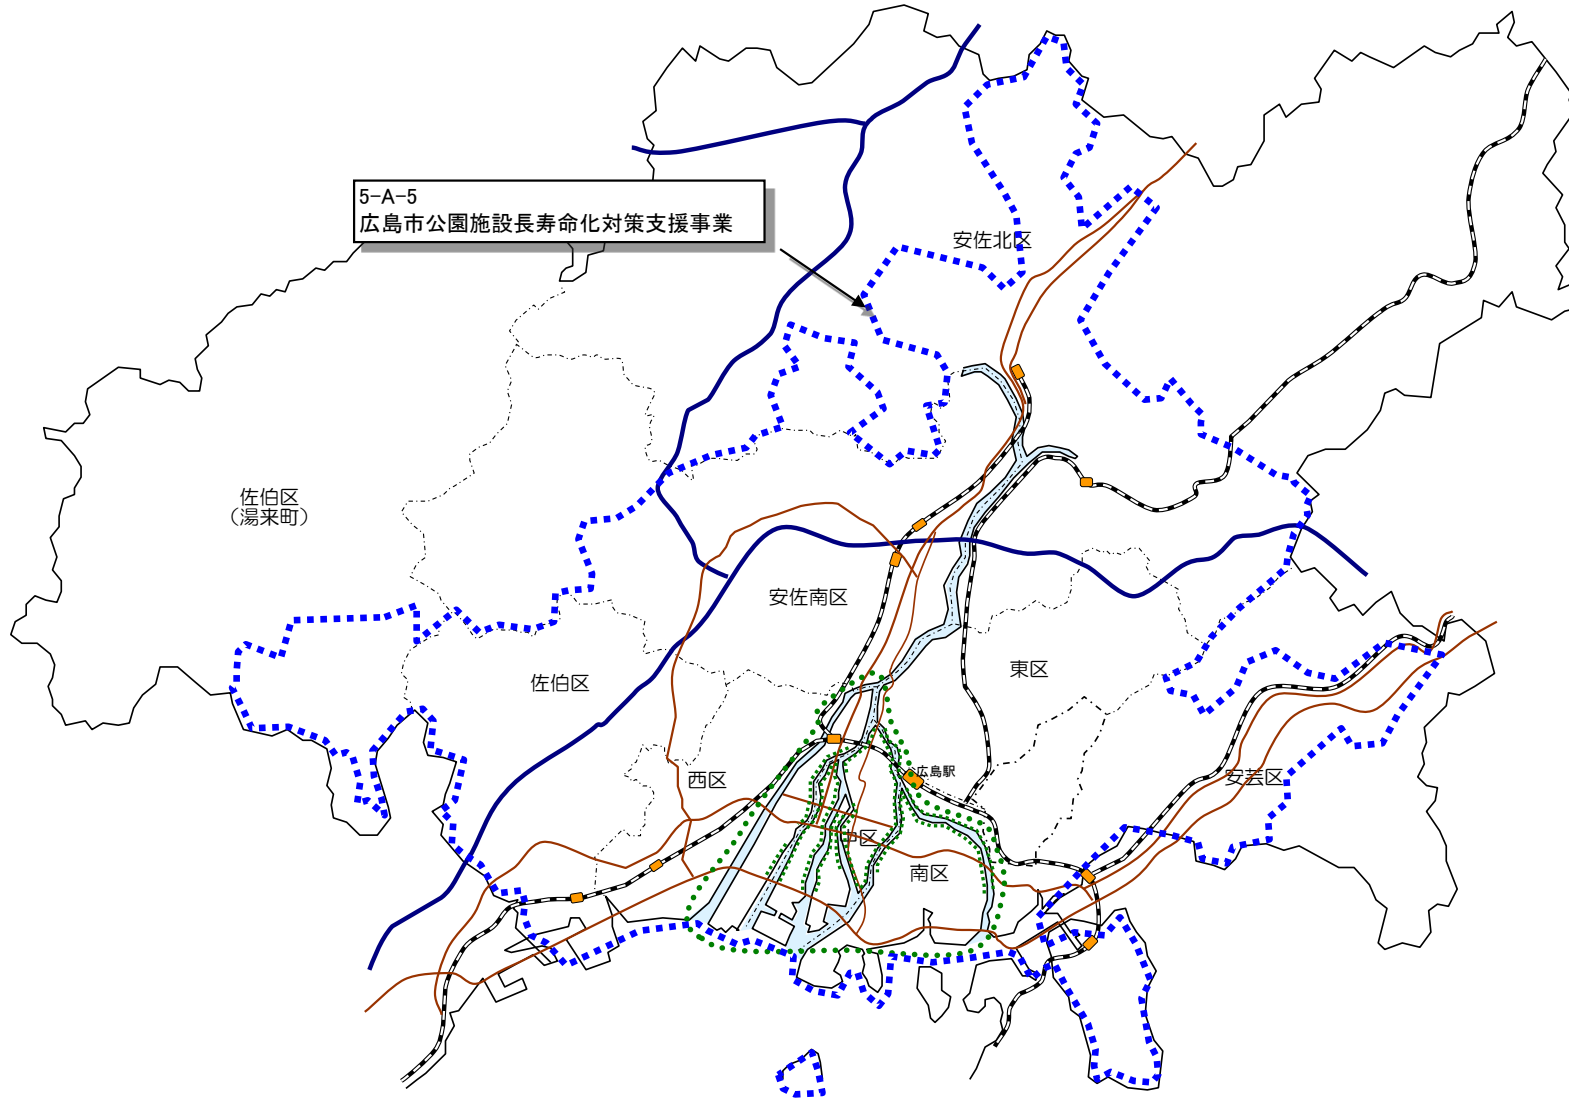 5-A-5
広島市公園施設長寿命化対策支援事業
安佐北区
佐伯区
（湯来町）
安佐南区
佐伯区
東区
西区
広島駅
安芸区
中区
南区